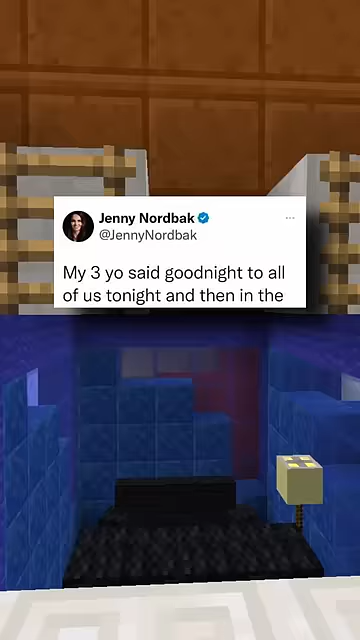 Jenny Nordbak
@JennyNordbak
My 3 yo said goodnight to all
of us tonight and then in the